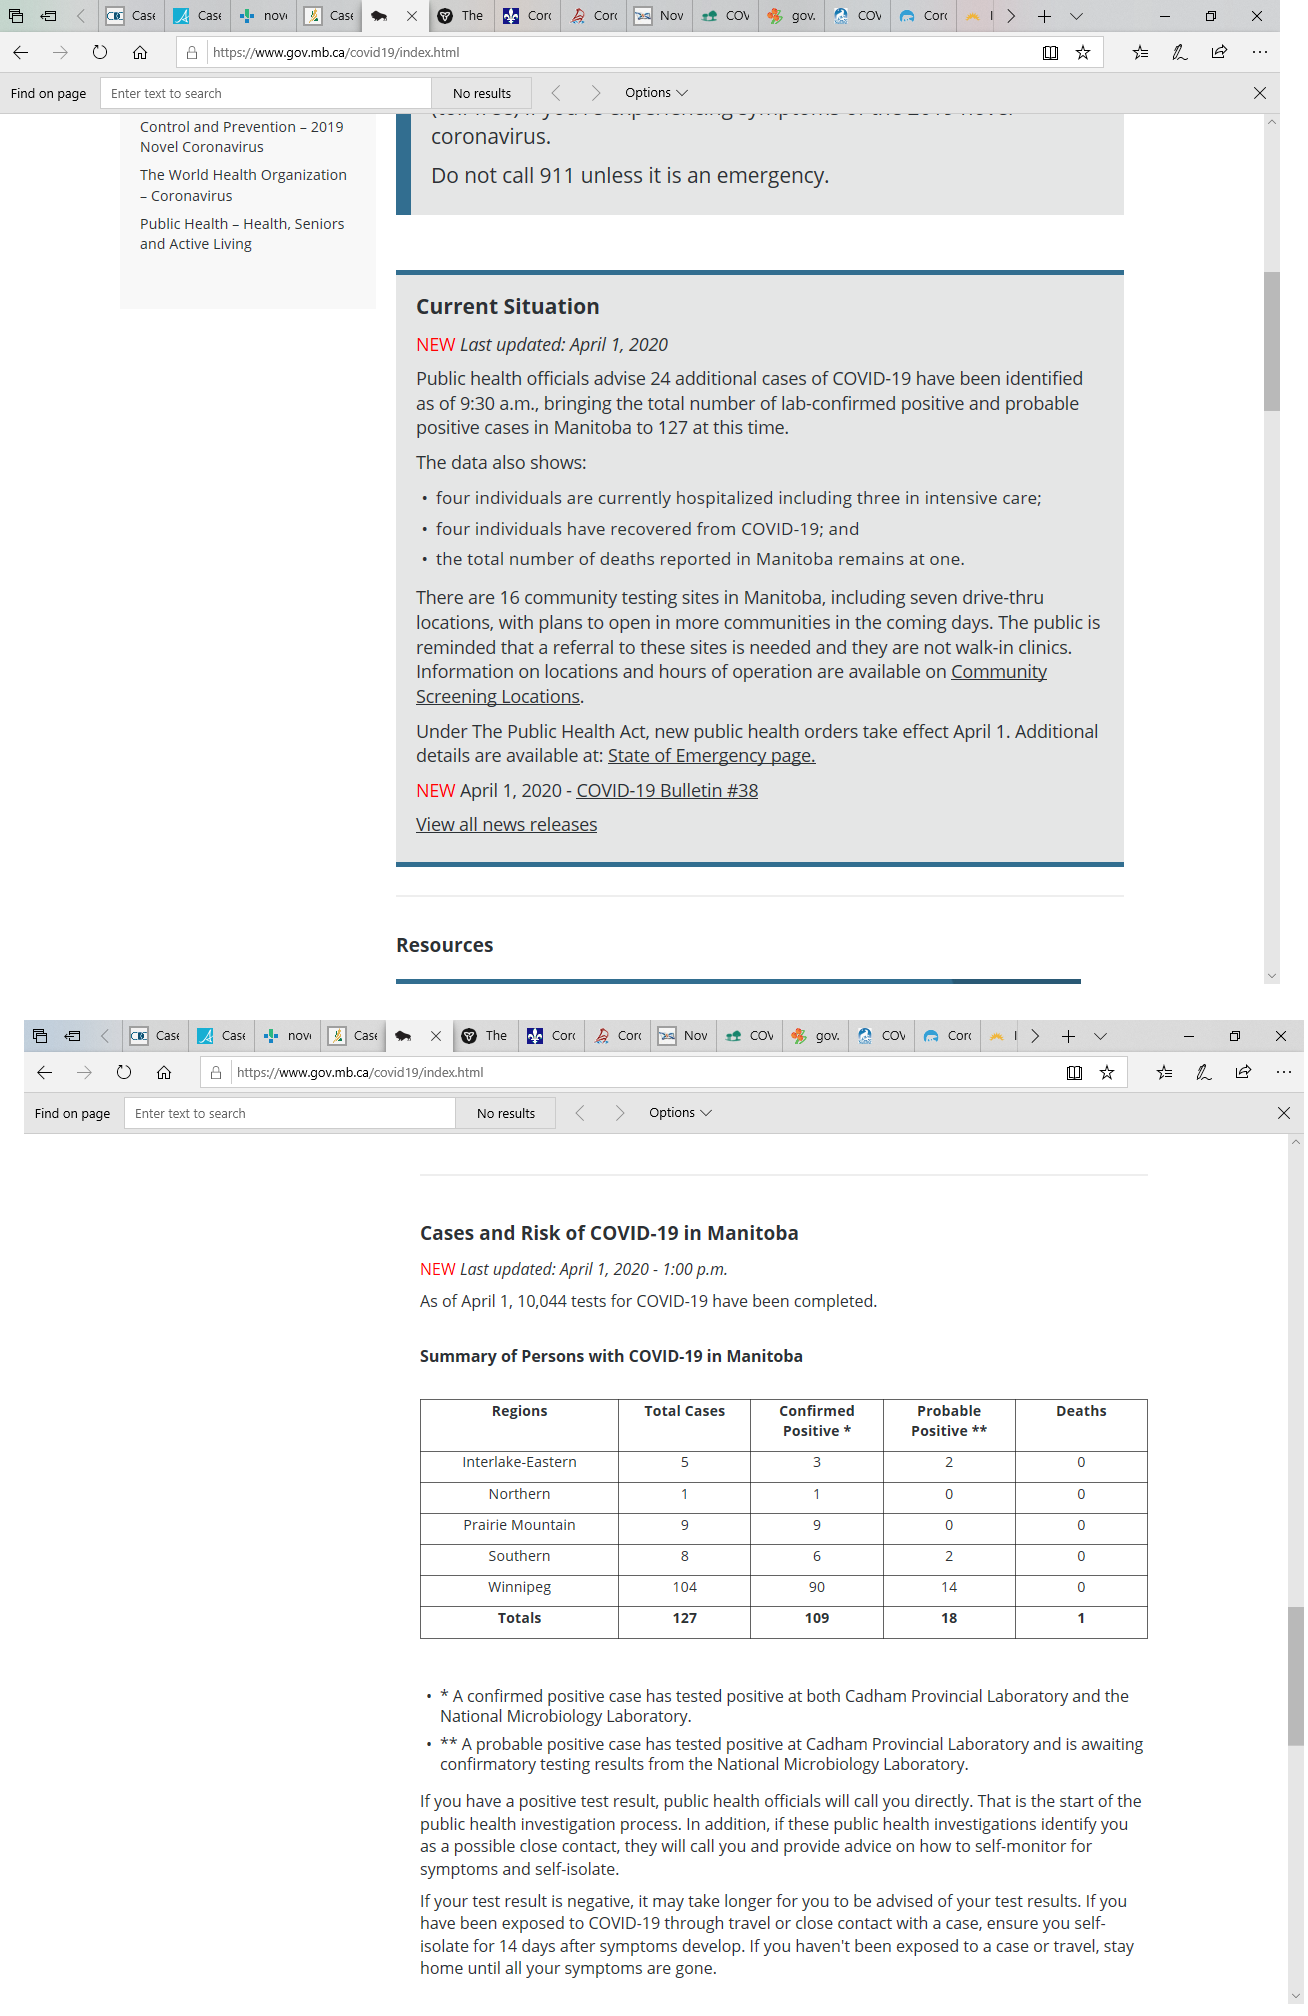 Case
Case
nove
Case
The
Coro
Coro
Nov
COV
gov.
COV
Coro
https://www.gov.mb.ca/covid19/index.html
Find on page
Enter text to search
No results
Options
Control and Prevention – 2019
Novel Coronavirus
The World Health Organization
– Coronavirus
Public Health – Health, Seniors
and Active Living
(toll-free) if you're experiencing symptoms of the 2019 novel
coronavirus.
Do not call 911 unless it is an emergency.
Current Situation
NEW Last updated: April 1, 2020
Public health officials advise 24 additional cases of COVID-19 have been identified
as of 9:30 a.m., bringing the total number of lab-confirmed positive and probable
positive cases in Manitoba to 127 at this time.
The data also shows:
• four individuals are currently hospitalized including three in intensive care;
• four individuals have recovered from COVID-19; and
• the total number of deaths reported in Manitoba remains at one.
There are 16 community testing sites in Manitoba, including seven drive-thru
locations, with plans to open in more communities in the coming days. The public is
reminded that a referral to these sites is needed and they are not walk-in clinics.
Information on locations and hours of operation are available on Community
Screening Locations.
Under The Public Health Act, new public health orders take effect April 1. Additional
details are available at: State of Emergency page.
NEW April 1, 2020 - COVID-19 Bulletin #38
View all news releases
Resources
Case
Case
nove
Case
The
Coro
Coro
Nov
COV
gov.
COV
Coro
https://www.gov.mb.ca/covid19/index.html
Find on page
Enter text to search
No results
Options
Cases and Risk of COVID-19 in Manitoba
NEW Last updated: April 1, 2020 - 1:00 p.m.
As of April 1, 10,044 tests for COVID-19 have been completed.
Summary of Persons with COVID-19 in Manitoba
Regions Total Cases Confirmed Positive * Probable Positive ** Deaths
Interlake-Eastern 5 3 2 0
Northern 1 1 0 0
Prairie Mountain 9 9 0 0
Southern 8 6 2 0
Winnipeg 104 90 14 0
Totals 127 109 18 1
• * A confirmed positive case has tested positive at both Cadham Provincial Laboratory and the
National Microbiology Laboratory.
• ** A probable positive case has tested positive at Cadham Provincial Laboratory and is awaiting
confirmatory testing results from the National Microbiology Laboratory.
If you have a positive test result, public health officials will call you directly. That is the start of the
public health investigation process. In addition, if these public health investigations identify you
as a possible close contact, they will call you and provide advice on how to self-monitor for
symptoms and self-isolate.
If your test result is negative, it may take longer for you to be advised of your test results. If you
have been exposed to COVID-19 through travel or close contact with a case, ensure you self-
isolate for 14 days after symptoms develop. If you haven't been exposed to a case or travel, stay
home until all your symptoms are gone.